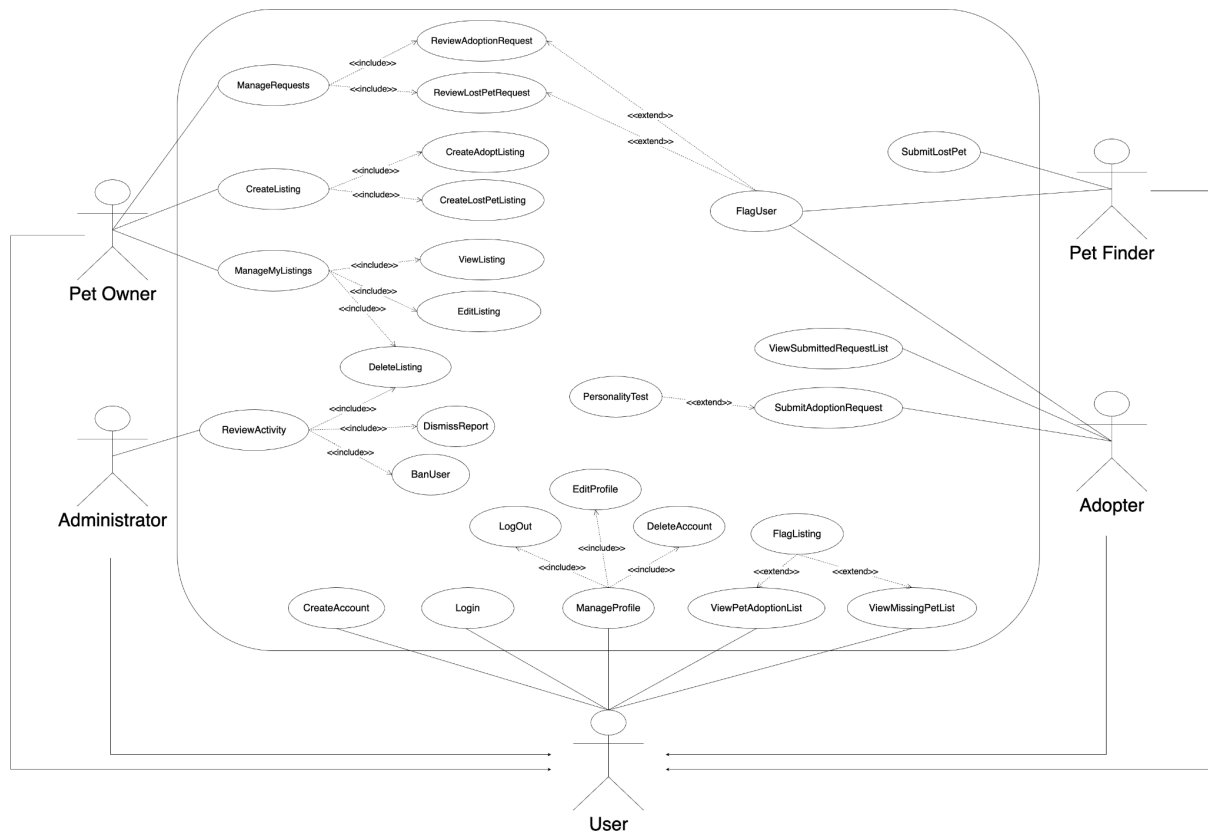 ReviewAdoptionRequest
<<include>>
ManageRequests
<<include>>
ReviewLostPetRequest
<<extend>>
<<extend>>
CreateAdoptListing
SubmitLostPet
<<include>>
CreateListing
<<include>>
CreateLostPetListing
FlagUser
Pet Owner
Pet Finder
ViewListing
<<include>>
ManageMyListings
<<include>>
<<include>>
EditListing
ViewSubmittedRequestList
DeleteListing
PersonalityTest
<<extend>>
SubmitAdoptionRequest
<<include>>
ReviewActivity
<<include>>
DismissReport
<<include>>
BanUser
Administrator
Adopter
EditProfile
LogOut
DeleteAccount
FlagListing
<<include>>
<<include>>
<<include>>
<<extend>>
<<extend>>
CreateAccount
Login
ManageProfile
ViewPetAdoptionList
ViewMissingPetList
User